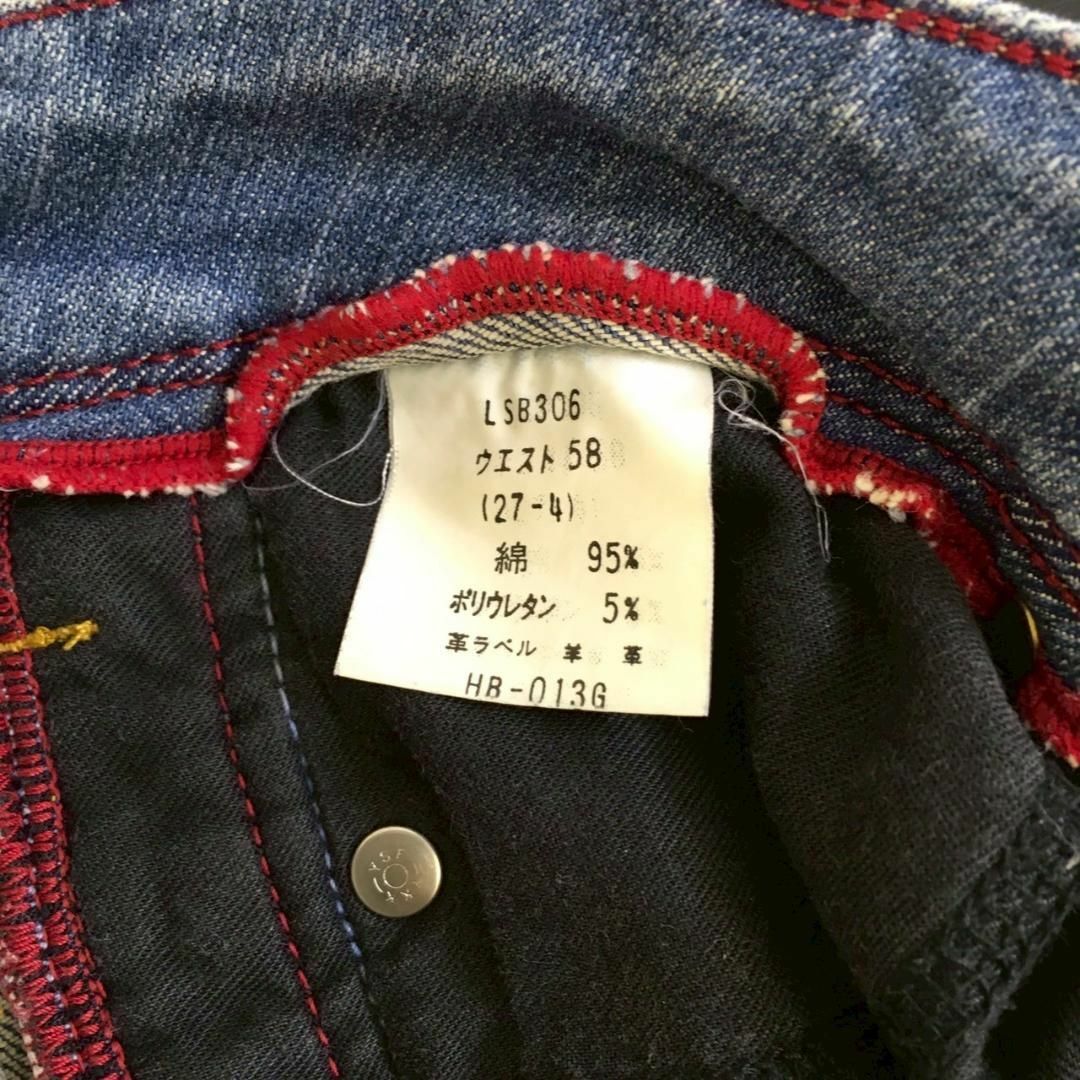 LSB306
ウエスト 58
(27-4)
綿 95%
ポリウレタン 5%
革ラベル 羊 革
HB-013G